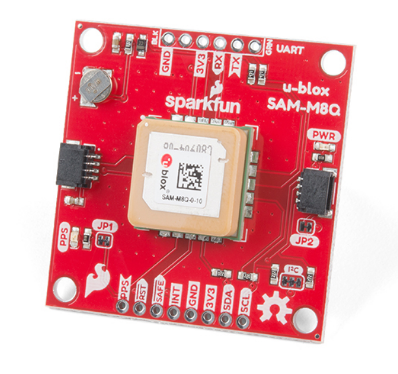 BLK
GND
3V3
RX
TX
GRN
UART
sparkfun
u-blox
SAM-M8Q
PWR
blox
SAM-M8Q-0-10
PPS
JP1
JP2
I²C
PPS
RST
SAFE
INT
GND
3V3
SDA
SCL